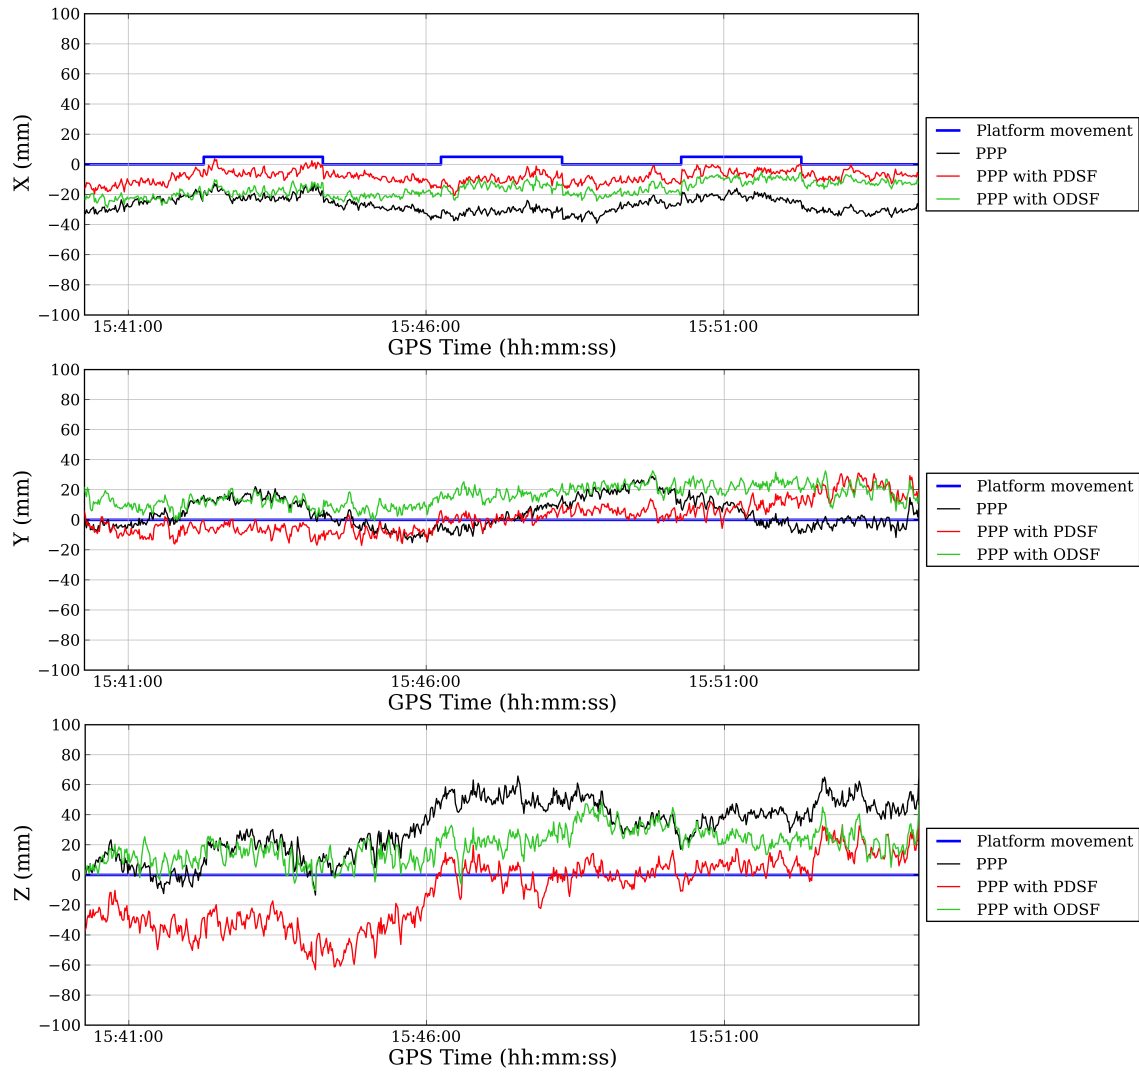 100
80
60
40
20
0
−20
−40
−60
−80
−100
X (mm)
15:41:00
15:46:00
15:51:00
GPS Time (hh:mm:ss)
Platform movement
PPP
PPP with PDSF
PPP with ODSF
100
80
60
40
20
0
−20
−40
−60
−80
−100
Y (mm)
15:41:00
15:46:00
15:51:00
GPS Time (hh:mm:ss)
Platform movement
PPP
PPP with PDSF
PPP with ODSF
100
80
60
40
20
0
−20
−40
−60
−80
−100
Z (mm)
15:41:00
15:46:00
15:51:00
GPS Time (hh:mm:ss)
Platform movement
PPP
PPP with PDSF
PPP with ODSF